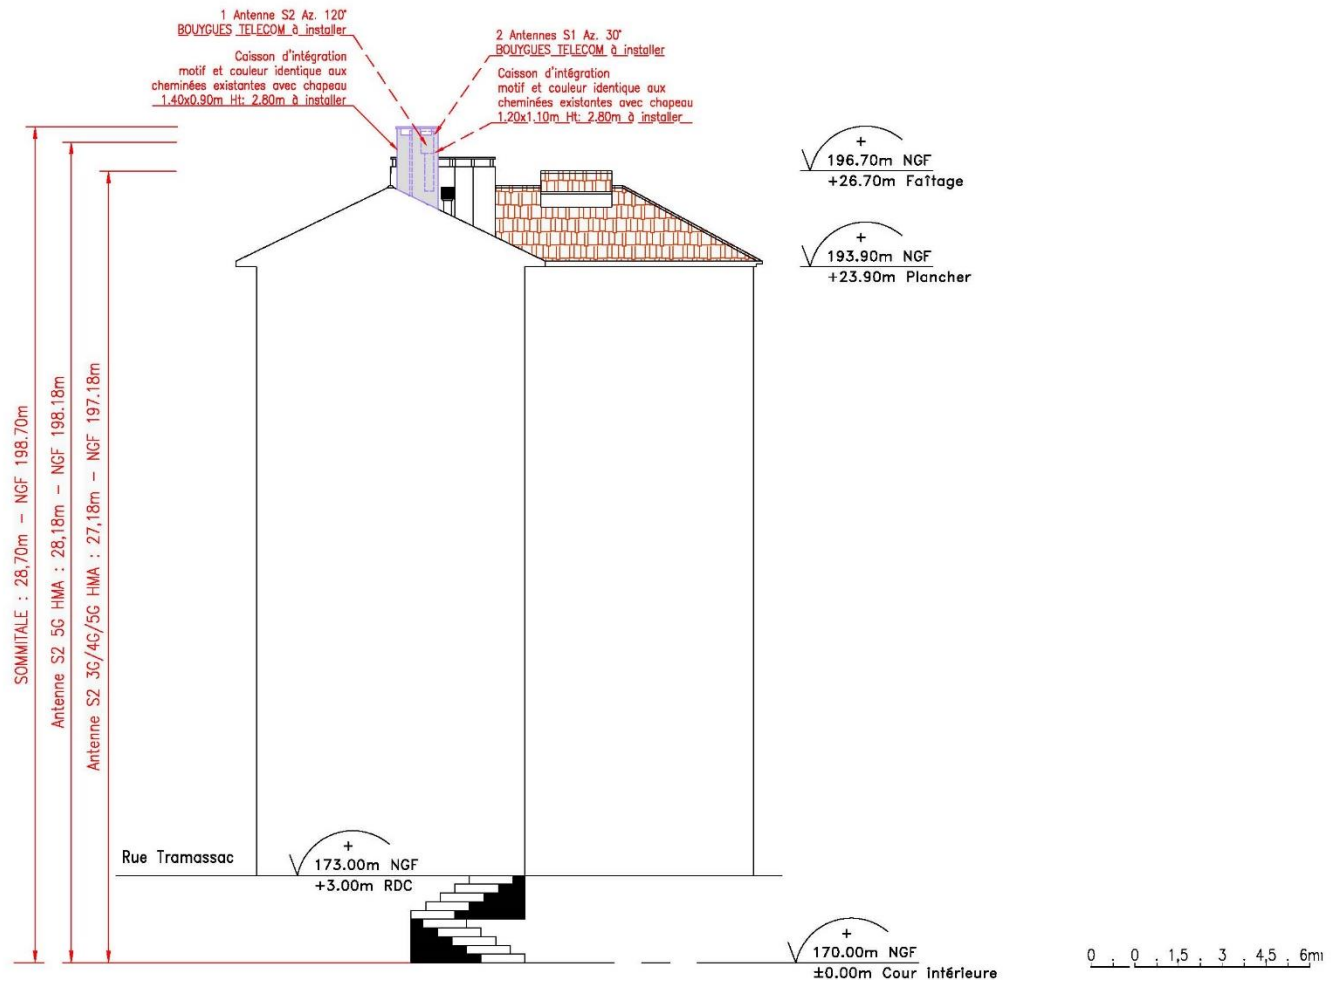 1 Antenne S2 Az. 120°
BOUYGUES TELECOM à installer
2 Antennes S1 Az. 30°
BOUYGUES TELECOM à installer
Caisson d'intégration
motif et couleur identique aux
cheminées existantes avec chapeau
1.40x0.90m Ht: 2.80m à installer
Caisson d'intégration
motif et couleur identique aux
cheminées existantes avec chapeau
1.20x1.10m Ht: 2.80m à installer
+
196.70m NGF
+26.70m Faîtage
+
193.90m NGF
+23.90m Plancher
SOMMITALE : 28,70m - NGF 198.70m
Antenne S2 5G HMA : 28,18m - NGF 198.18m
Antenne S2 3G/4G/5G HMA : 27,18m - NGF 197.18m
Rue Tramassac
+
173.00m NGF
+3.00m RDC
+
170.00m NGF
±0.00m Cour intérieure
0 0 1,5 3 4,5 6m